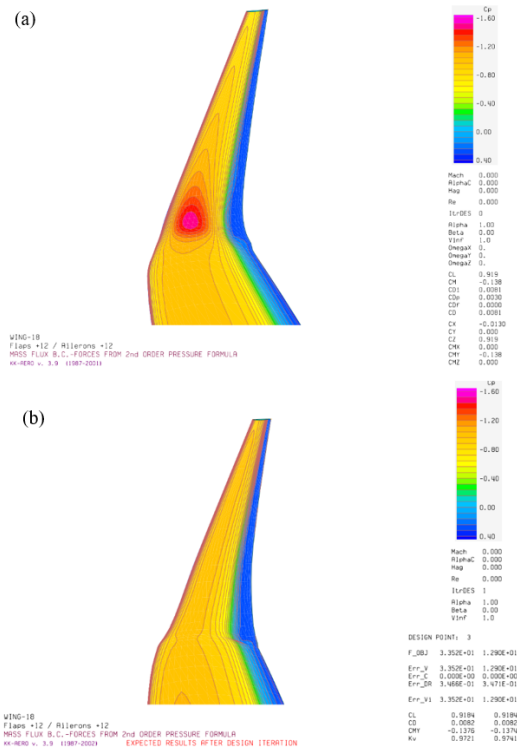 (a)
Cp
-1.60
-1.20
-0.80
-0.40
0.00
0.40
Mach 0.000
AlphaC 0.000
Mag 0.000
Re 0.000
ItrDES 0
Alpha 1.00
Beta 0.00
Vinf 1.0
OmegaX 0.
OmegaY 0.
OmegaZ 0.
CL 0.919
CM -0.138
CDi 0.0081
CDp 0.0030
CDf 0.0000
CD 0.0081
CX -0.0130
CY 0.000
CZ 0.919
CMX 0.000
CMY -0.138
CMZ 0.000
WING-18
Flaps +12 / Ailerons +12
MASS FLUX B.C.-FORCES FROM 2nd ORDER PRESSURE FORMULA
KK-AERO v. 3.9 (1987-2001)
(b)
Cp
-1.60
-1.20
-0.80
-0.40
0.00
0.40
Mach 0.000
AlphaC 0.000
Mag 0.000
Re 0.000
ItrDES 1
Alpha 1.00
Beta 0.00
Vinf 1.0
DESIGN POINT: 3
F_OBJ 3.352E+01 1.290E+01
Err_V 3.352E+01 1.290E+01
Err_C 0.000E+00 0.000E+00
Err_DR 3.466E-01 3.471E-01
Err_V1 3.352E+01 1.290E+01
CL 0.9184 0.9184
CD 0.0082 0.0082
CMY -0.1376 -0.1374
Kv 0.9721 0.9741
WING-18
Flaps +12 / Ailerons +12
MASS FLUX B.C.-FORCES FROM 2nd ORDER PRESSURE FORMULA
KK-AERO v. 3.9 (1987-2002) EXPECTED RESULTS AFTER DESIGN ITERATION